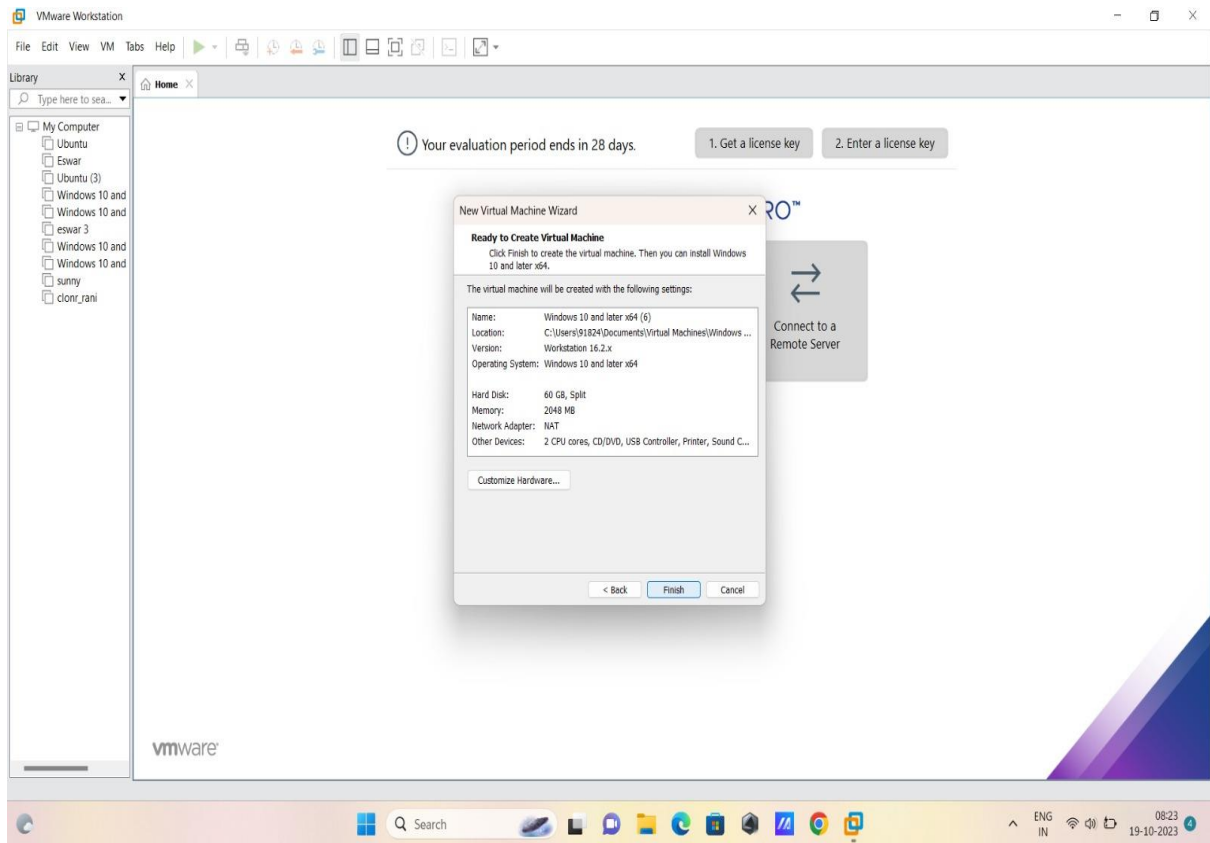 VMware Workstation
File Edit View VM Tabs Help
Library X
Home X
Type here to sea...
My Computer
Ubuntu
Eswar
Ubuntu (3)
Windows 10 and
Windows 10 and
eswar 3
Windows 10 and
Windows 10 and
sunny
clonr_rani
Your evaluation period ends in 28 days.
1. Get a license key
2. Enter a license key
RO™
New Virtual Machine Wizard X
Ready to Create Virtual Machine
Click Finish to create the virtual machine. Then you can install Windows
10 and later x64.
The virtual machine will be created with the following settings:
Name: Windows 10 and later x64 (6)
Location: C:\Users\91824\Documents\Virtual Machines\Windows ...
Version: Workstation 16.2.x
Operating System: Windows 10 and later x64
Hard Disk: 60 GB, Split
Memory: 2048 MB
Network Adapter: NAT
Other Devices: 2 CPU cores, CD/DVD, USB Controller, Printer, Sound C...
Customize Hardware...
< Back Finish Cancel
Connect to a
Remote Server
vmware®
Search
ENG
IN
08:23
19-10-2023
4